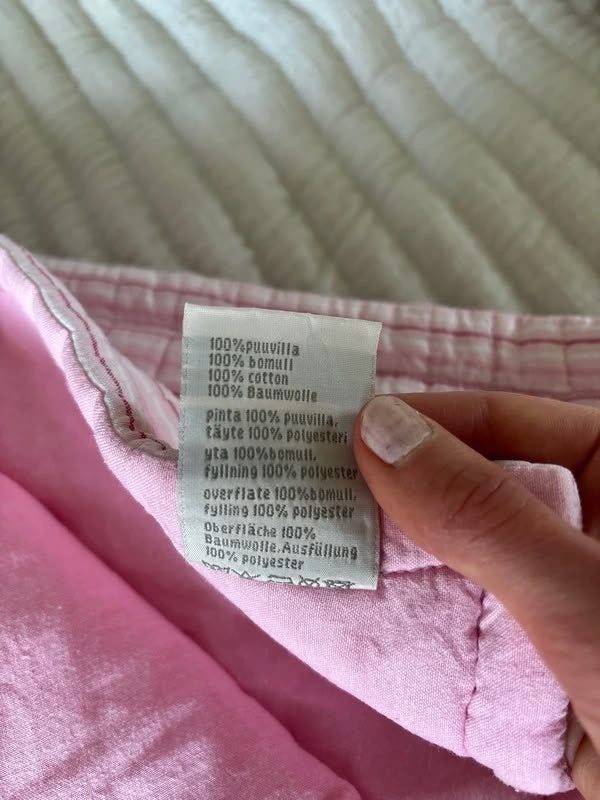 100%puuvilla
100% bomull
100% cotton
100% Baumwolle
pinta 100% puuvilla,
täyte 100% polyesteri
yta 100%bomull,
fyllning 100% polyester
overflate 100%bomull,
fylling 100% polyester
Oberfläche 100%
Baumwolle.Ausfüllung
100% polyester